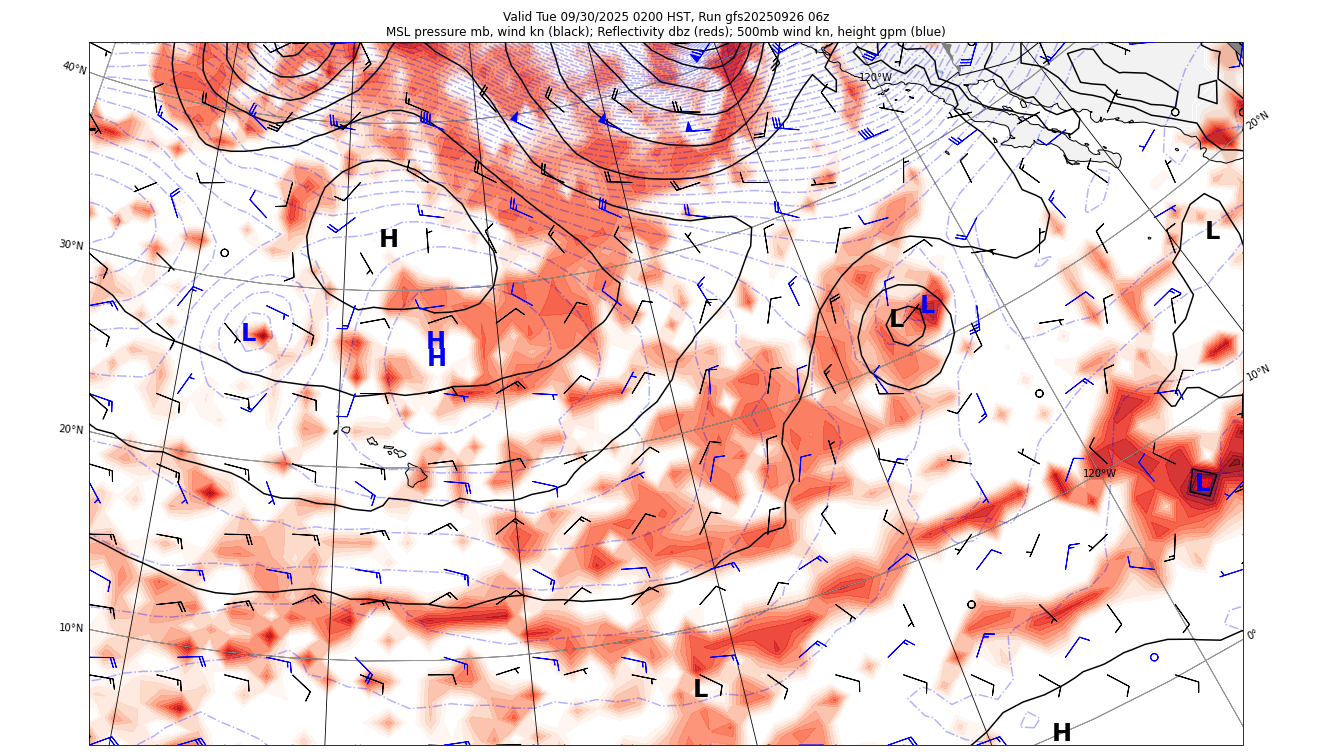 Valid Tue 09/30/2025 0200 HST, Run gfs20250926 06z
MSL pressure mb, wind kn (black); Reflectivity dbz (reds); 500mb wind kn, height gpm (blue)
40°N
120°W
20°N
H
L
30°N
L
L
L
H
H
10°N
20°N
120°W
L
10°N
0°
L
H